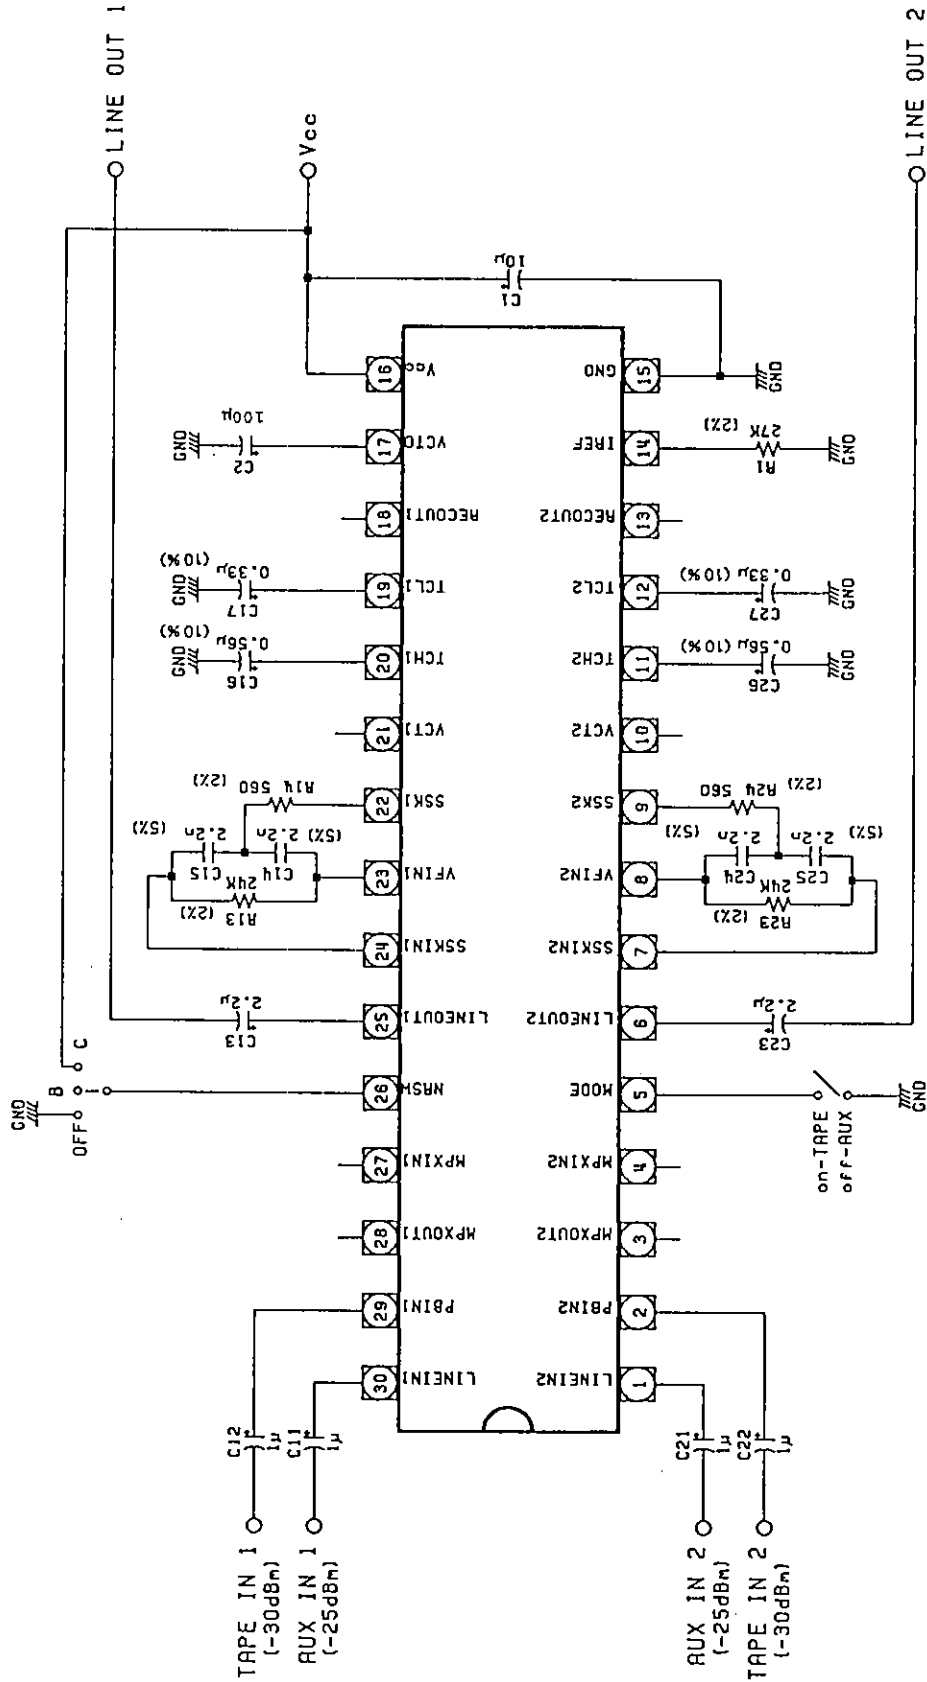 LINE OUT 1
Vcc
GND
OFF
B
C
C13
2.2μ
R13
24K
(2%)
C15
2.2n
(5%)
C14
2.2n
(5%)
R14
560
(2%)
GND
C16
0.56μ
(10%)
GND
C17
0.33μ
(10%)
GND
C2
100μ
C1
10μ
TAPE IN 1
(-30dBm)
C12
1μ
AUX IN 1
(-25dBm)
C11
1μ
30
LINEIN1
29
PBIN1
28
MPXOUT1
27
MPXIN1
26
NRSW
25
LINEOUT1
24
SSKIN1
23
VFIN1
22
SSK1
21
VCT1
20
TCH1
19
TCL1
18
RECOUT1
17
VCTO
16
Vcc
1
LINEIN2
2
PBIN2
3
MPXOUT2
4
MPXIN2
5
MODE
6
LINEOUT2
7
SSKIN2
8
VFIN2
9
SSK2
10
VCT2
11
TCH2
12
TCL2
13
RECOUT2
14
IREF
15
GND
AUX IN 2
(-25dBm)
C21
1μ
TAPE IN 2
(-30dBm)
C22
1μ
on-TAPE
off-AUX
GND
C23
2.2μ
R23
24K
(2%)
C24
2.2n
(5%)
C25
2.2n
(5%)
R24
560
(2%)
C26
0.56μ (10%)
GND
C27
0.33μ (10%)
GND
R1
27K
(2%)
GND
GND
LINE OUT 2